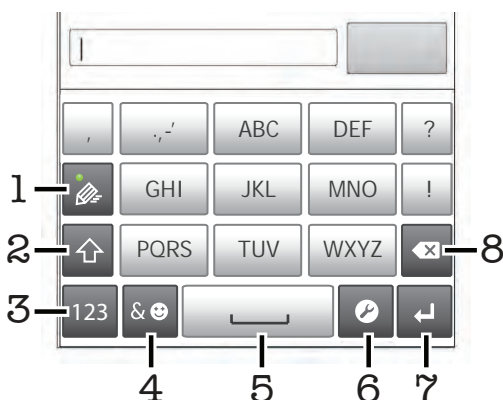 , .,-' ABC DEF ?
1 GHI JKL MNO !
2 PQRS TUV WXYZ 8
3 123 &
4 5 6 7